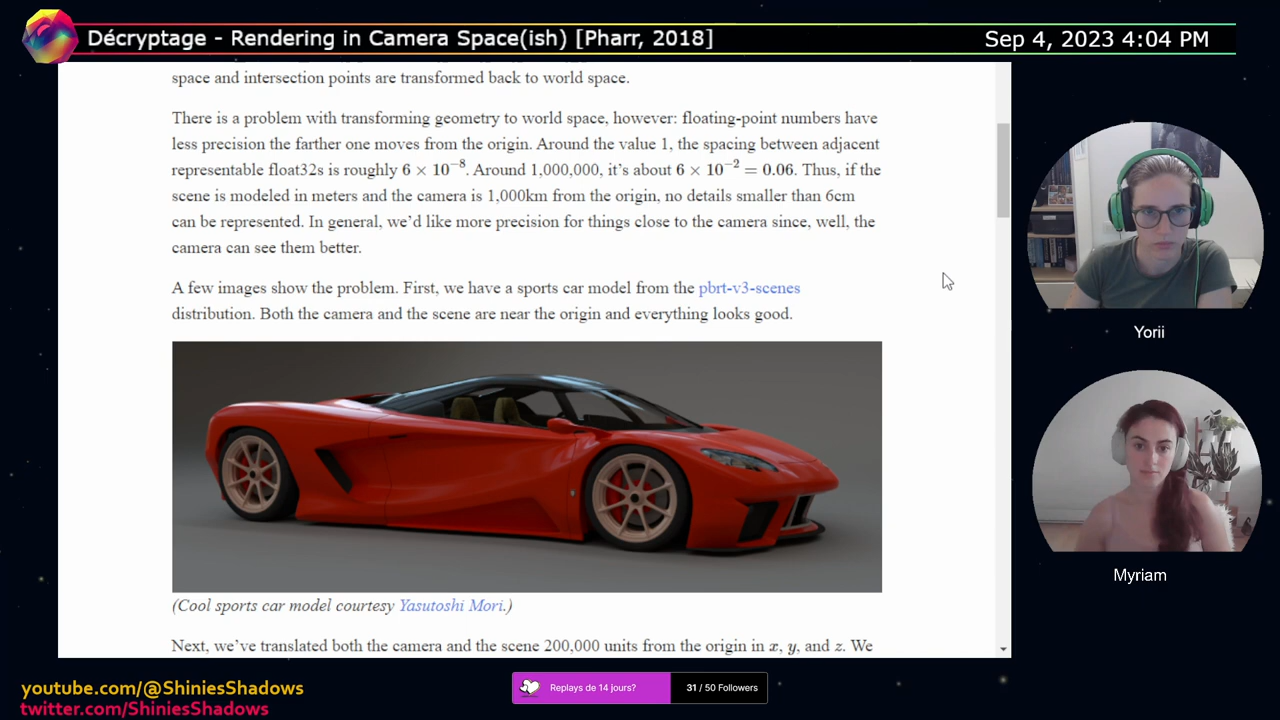 Décryptage - Rendering in Camera Space(ish) [Pharr, 2018]
Sep 4, 2023 4:04 PM
space and intersection points are transformed back to world space.
There is a problem with transforming geometry to world space, however: floating-point numbers have
less precision the farther one moves from the origin. Around the value 1, the spacing between adjacent
representable float32s is roughly 6 × 10⁻⁸. Around 1,000,000, it's about 6 × 10⁻² = 0.06. Thus, if the
scene is modeled in meters and the camera is 1,000km from the origin, no details smaller than 6cm
can be represented. In general, we'd like more precision for things close to the camera since, well, the
camera can see them better.
A few images show the problem. First, we have a sports car model from the pbrt-v3-scenes
distribution. Both the camera and the scene are near the origin and everything looks good.
(Cool sports car model courtesy Yasutoshi Mori.)
Next, we've translated both the camera and the scene 200,000 units from the origin in x, y, and z. We
Yorii
Myriam
youtube.com/@ShiniesShadows
twitter.com/ShiniesShadows
Replays de 14 jours?
31 / 50 Followers